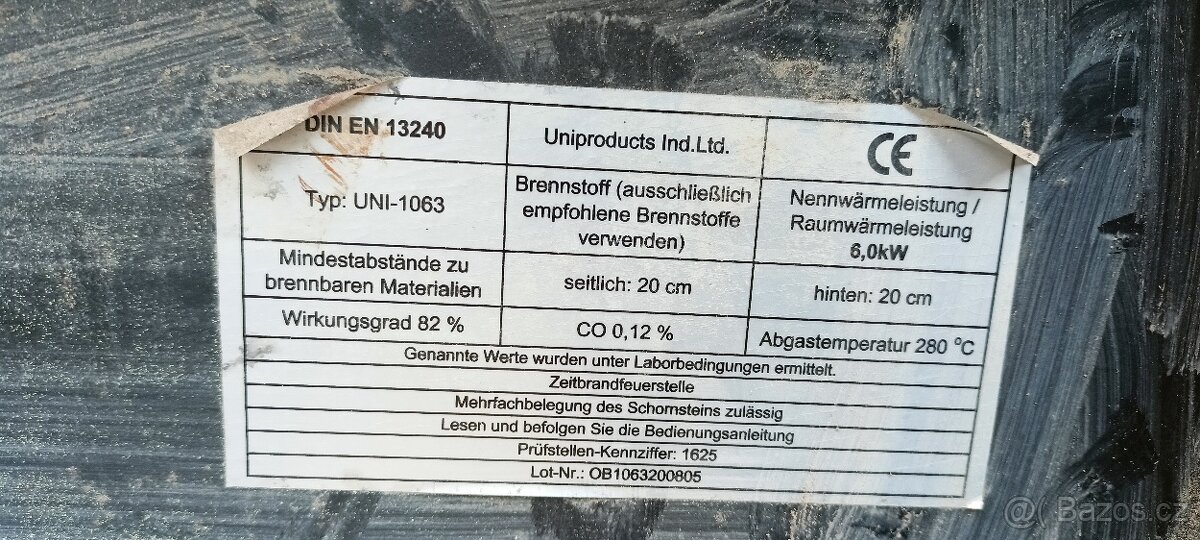 DIN EN 13240
Uniproducts Ind.Ltd.
CE
Typ: UNI-1063
Brennstoff (ausschließlich
empfohlene Brennstoffe
verwenden)
Nennwärmeleistung /
Raumwärmeleistung
6,0kW
Mindestabstände zu
brennbaren Materialien
seitlich: 20 cm
hinten: 20 cm
Wirkungsgrad 82 %
CO 0,12 %
Abgastemperatur 280 °C
Genannte Werte wurden unter Laborbedingungen ermittelt.
Zeitbrandfeuerstelle
Mehrfachbelegung des Schornsteins zulässig
Lesen und befolgen Sie die Bedienungsanleitung
Prüfstellen-Kennziffer: 1625
Lot-Nr.: OB1063200805
@( Bazos.cz